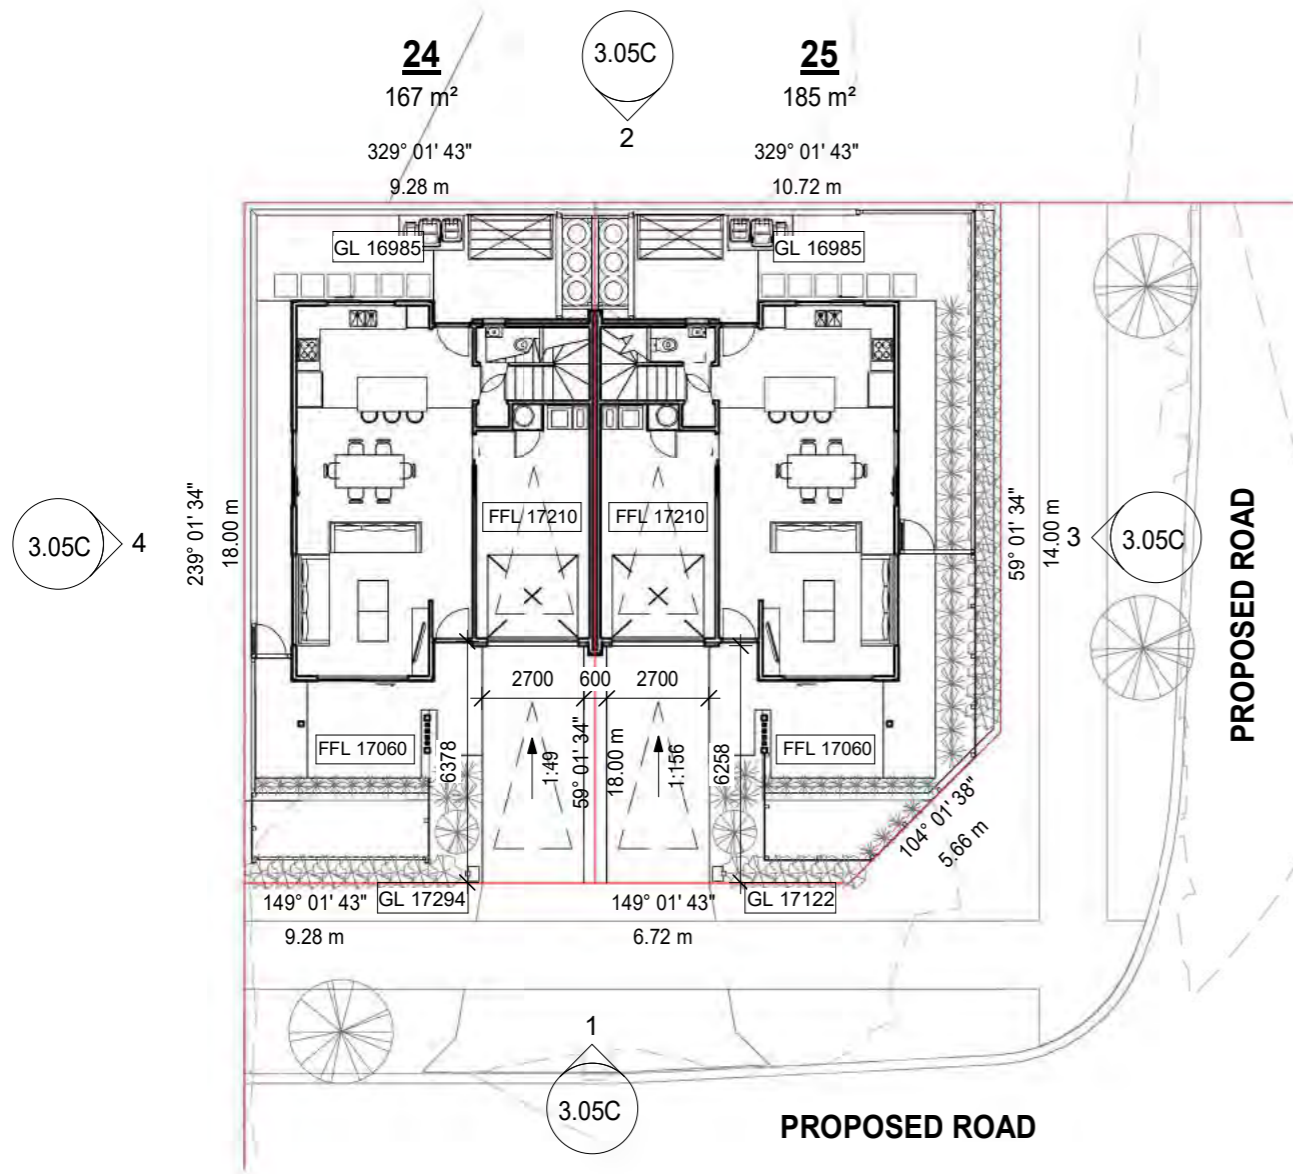 24
167 m²
3.05C
2
25
185 m²
329° 01' 43"
9.28 m
329° 01' 43"
10.72 m
GL 16985
GL 16985
3.05C
4
239° 01' 34"
18.00 m
FFL 17210
FFL 17210
59° 01' 34"
14.00 m
3
3.05C
PROPOSED ROAD
2700
600
2700
FFL 17060
6378
1:49
59° 01' 34"
18.00 m
1:156
6258
FFL 17060
104° 01' 38"
5.66 m
149° 01' 43"
GL 17294
149° 01' 43"
GL 17122
9.28 m
6.72 m
1
3.05C
PROPOSED ROAD